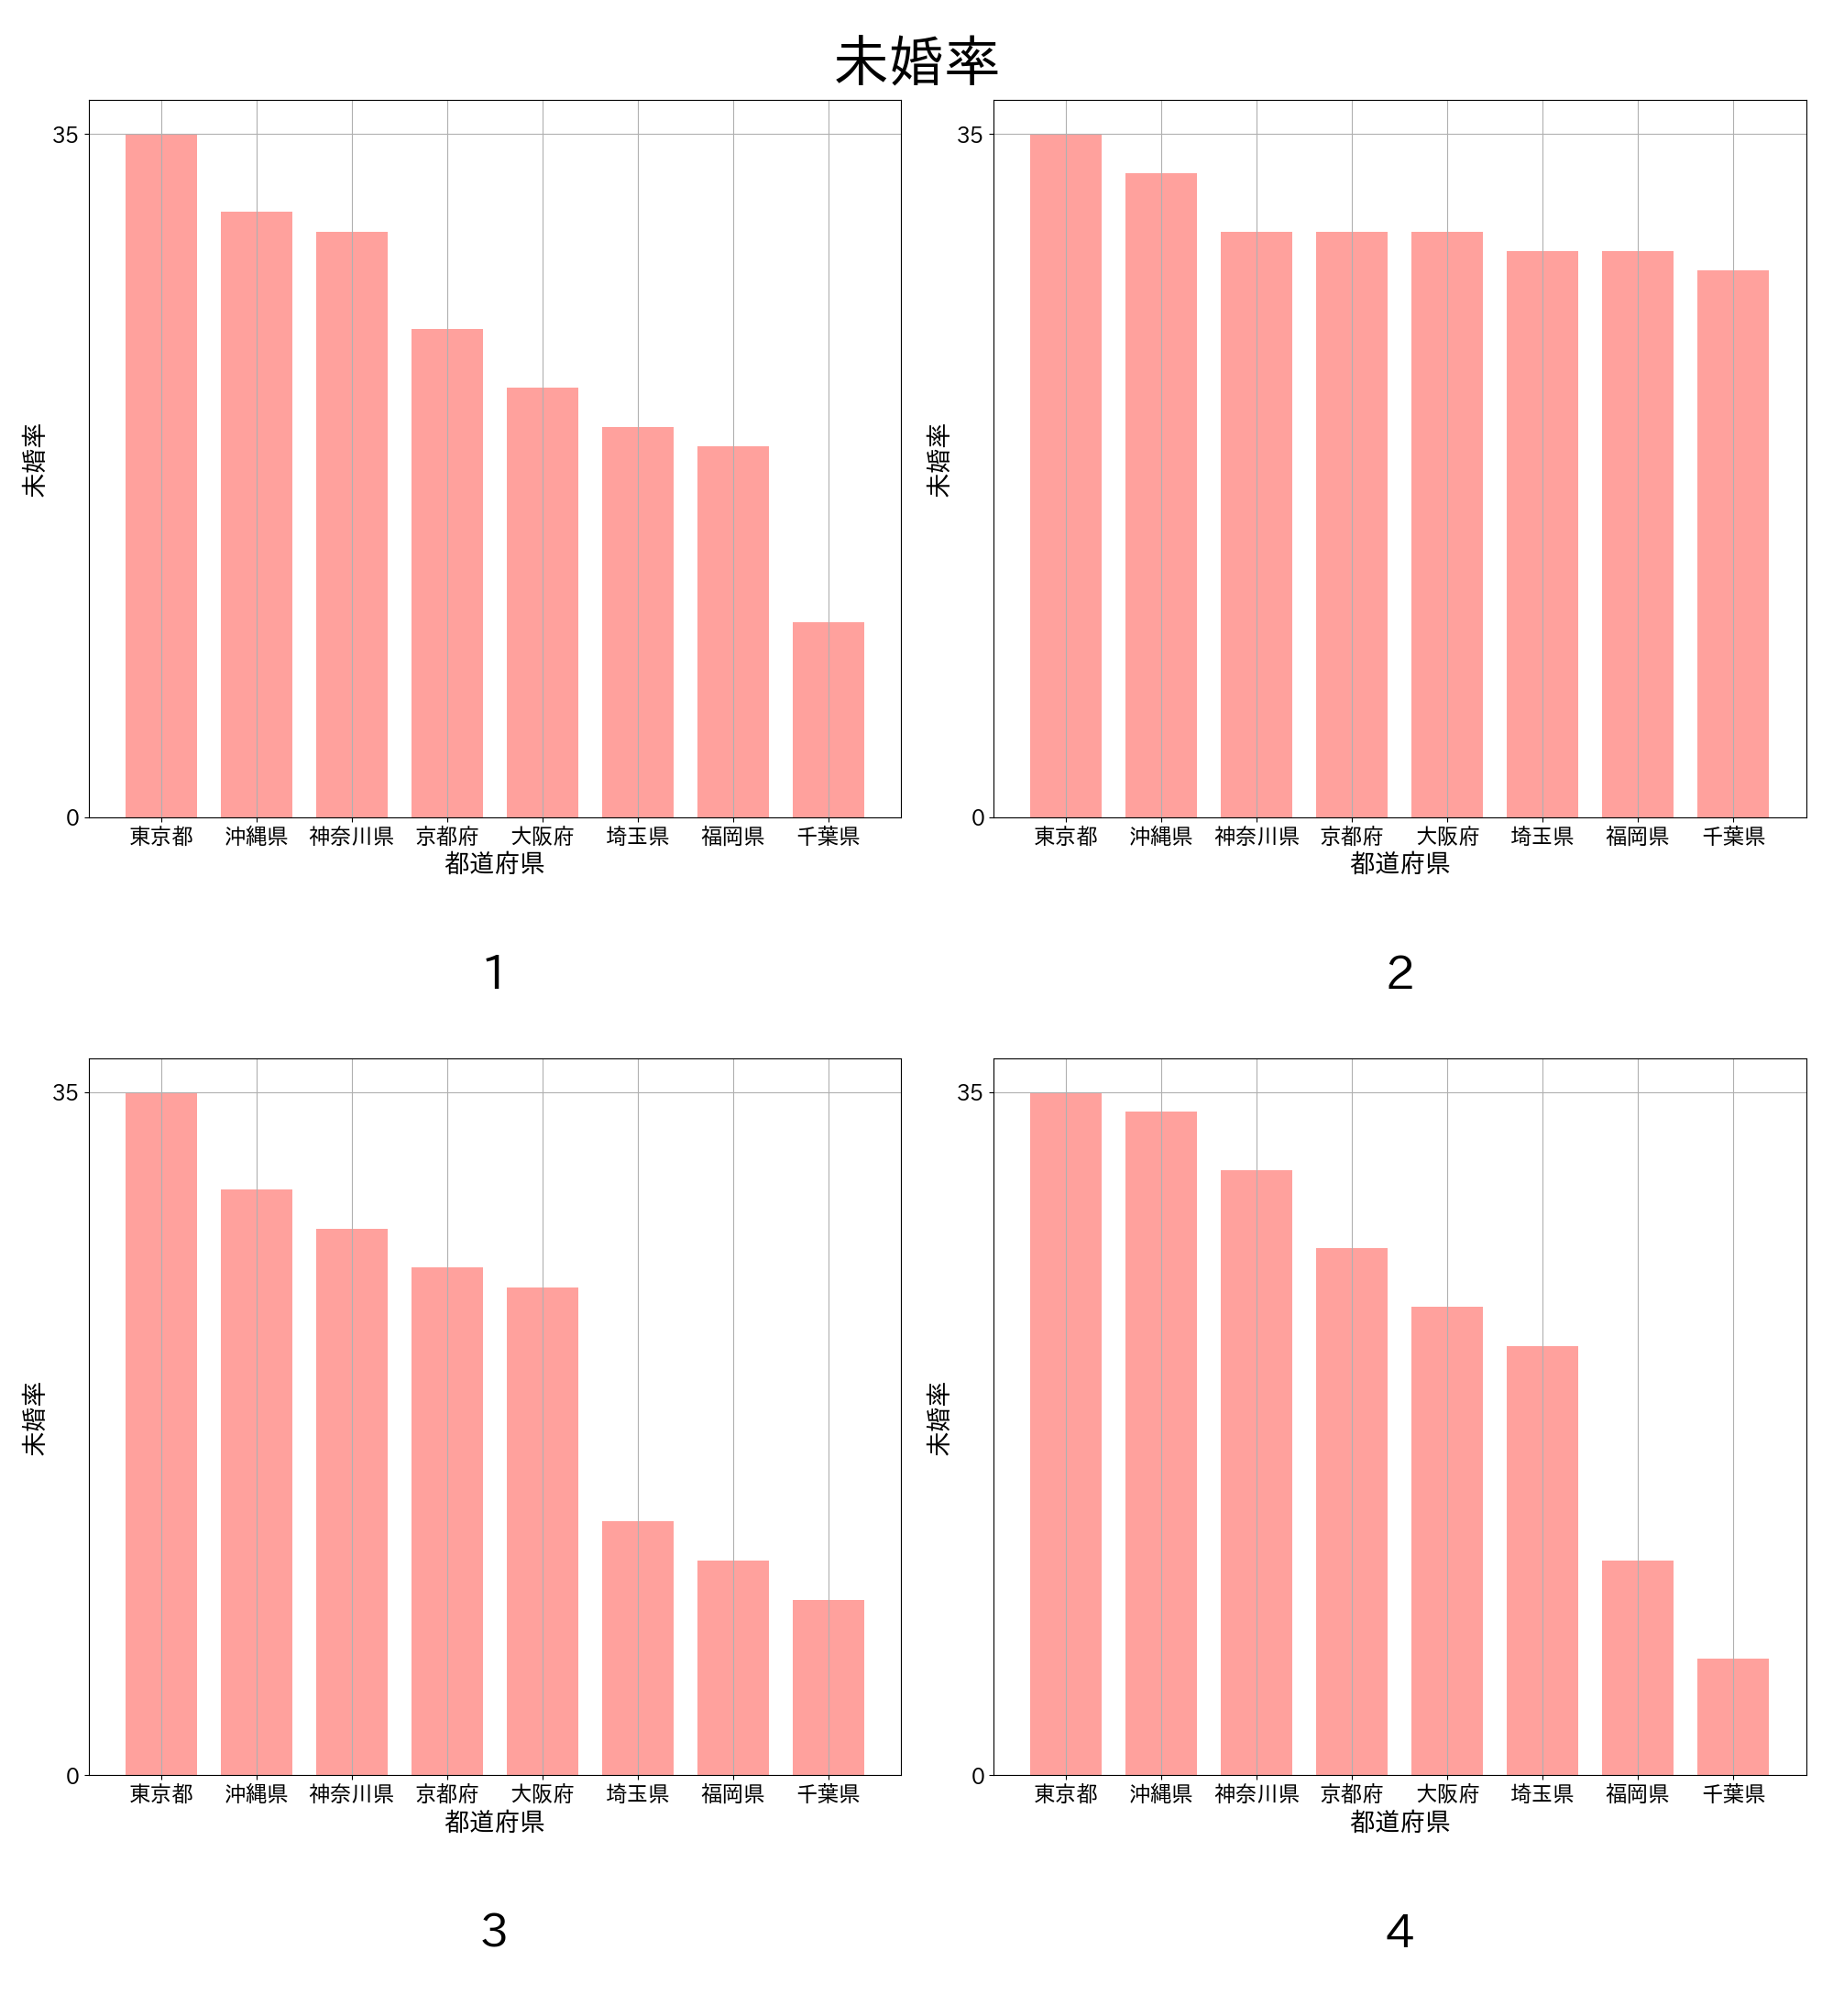 未婚率
35
0
未婚率
東京都 沖縄県 神奈川県 京都府 大阪府 埼玉県 福岡県 千葉県
都道府県
1
35
0
未婚率
東京都 沖縄県 神奈川県 京都府 大阪府 埼玉県 福岡県 千葉県
都道府県
2
35
0
未婚率
東京都 沖縄県 神奈川県 京都府 大阪府 埼玉県 福岡県 千葉県
都道府県
3
35
0
未婚率
東京都 沖縄県 神奈川県 京都府 大阪府 埼玉県 福岡県 千葉県
都道府県
4